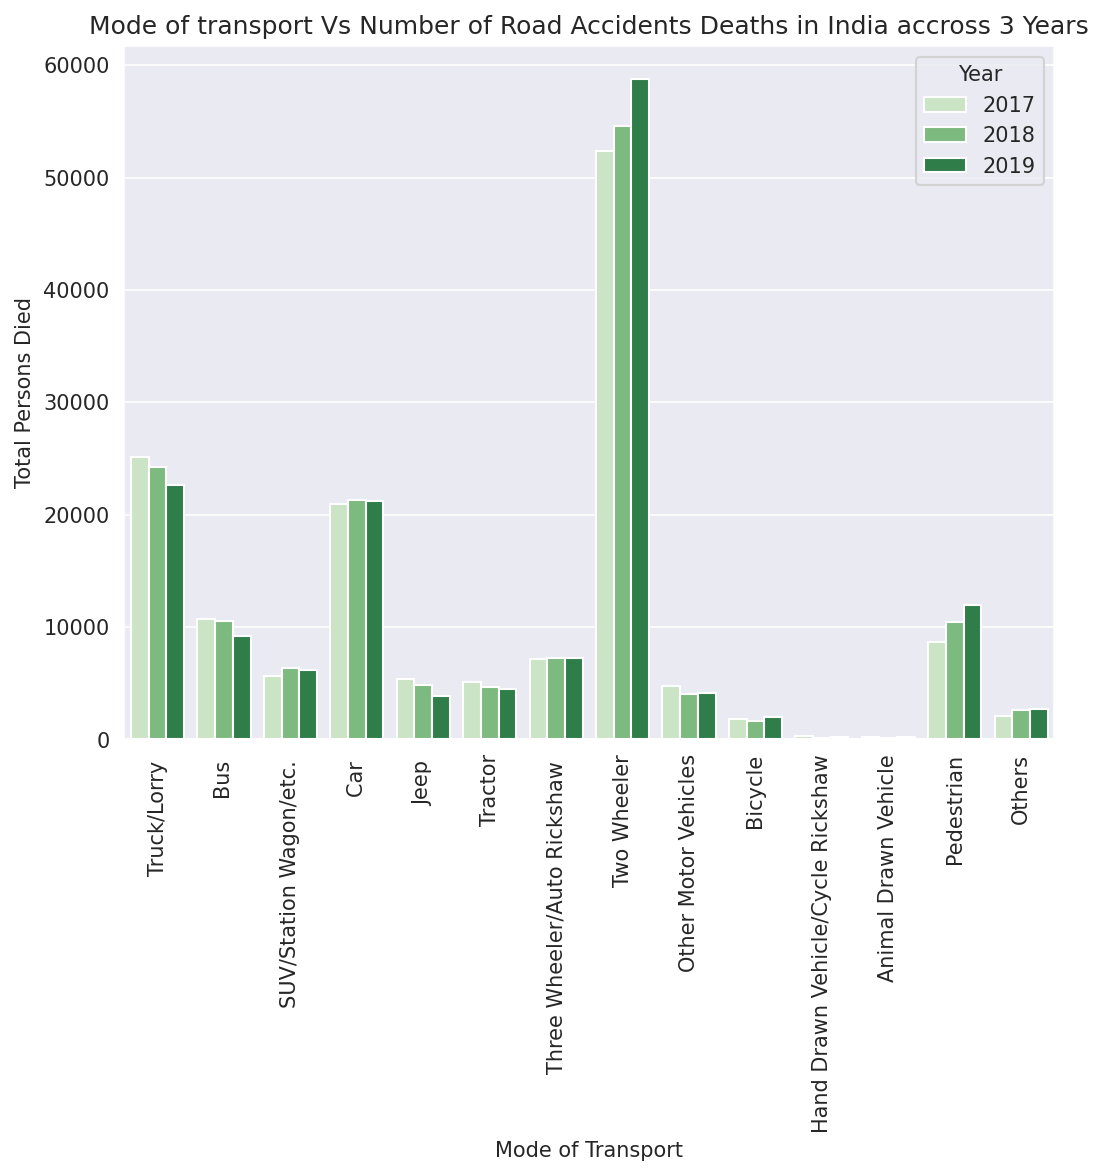 Mode of transport Vs Number of Road Accidents Deaths in India accross 3 Years
Year
2017
2018
2019
Total Persons Died
60000
50000
40000
30000
20000
10000
0
Truck/Lorry
Bus
SUV/Station Wagon/etc.
Car
Jeep
Tractor
Three Wheeler/Auto Rickshaw
Two Wheeler
Other Motor Vehicles
Bicycle
Hand Drawn Vehicle/Cycle Rickshaw
Animal Drawn Vehicle
Pedestrian
Others
Mode of Transport